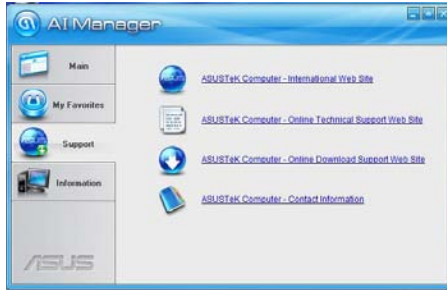 AI Manager
Main
My Favorites
Support
Information
ASUS
ASUSTeK Computer - International Web Site
ASUSTeK Computer - Online Technical Support Web Site
ASUSTeK Computer - Online Download Support Web Site
ASUSTeK Computer - Contact Information